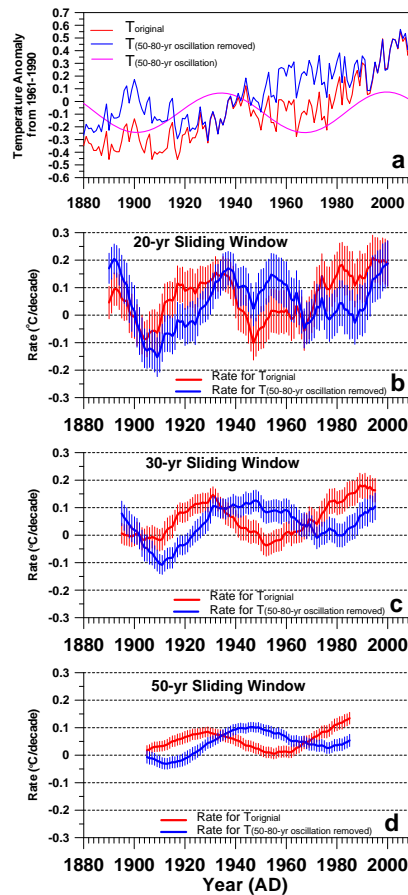 T original
T (50-80-yr oscillation removed)
T (50-80-yr oscillation)
Temperature Anomaly
from 1961-1990
0.7
0.6
0.5
0.4
0.3
0.2
0.1
0
-0.1
-0.2
-0.3
-0.4
-0.5
-0.6
a
1880 1900 1920 1940 1960 1980 2000
20-yr Sliding Window
Rate (°C/decade)
0.3
0.2
0.1
0
-0.1
-0.2
-0.3
Rate for Torignial
Rate for T(50-80-yr oscillation removed)
b
1880 1900 1920 1940 1960 1980 2000
30-yr Sliding Window
Rate (°C/decade)
0.3
0.2
0.1
0
-0.1
-0.2
-0.3
Rate for Torignial
Rate for T(50-80-yr oscillation removed)
c
1880 1900 1920 1940 1960 1980 2000
50-yr Sliding Window
Rate (°C/decade)
0.3
0.2
0.1
0
-0.1
-0.2
-0.3
Rate for Torignial
Rate for T(50-80-yr oscillation removed)
d
1880 1900 1920 1940 1960 1980 2000
Year (AD)